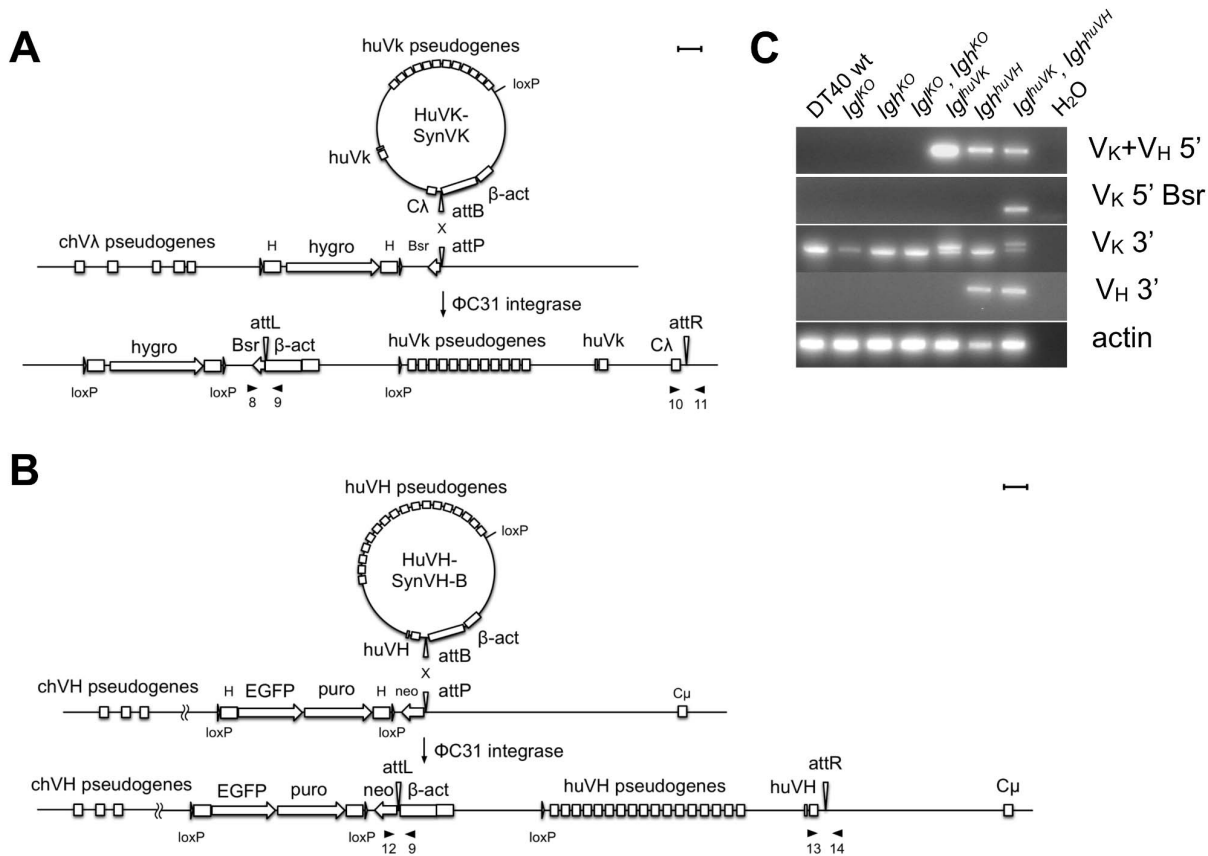 A
huVk pseudogenes
loxP
HuVK-
SynVK
huVk
β-act
Cλ
attB
X
chVλ pseudogenes
H
hygro
H
Bsr
attP
ΦC31 integrase
attL
attR
hygro
Bsr
β-act
huVk pseudogenes
huVk
Cλ
loxP
loxP
loxP
8
9
10
11
B
huVH pseudogenes
loxP
HuVH-
SynVH-B
β-act
huVH
attB
X
chVH pseudogenes
H
EGFP
puro
H
neo
attP
Cμ
loxP
loxP
ΦC31 integrase
attL
attR
chVH pseudogenes
EGFP
puro
neo
β-act
huVH pseudogenes
huVH
Cμ
loxP
loxP
loxP
12
9
13
14
C
DT40 wt
IglKO
IghKO
IglKO, IghKO
IglhuVK
IghhuVH
IglhuVK, IghhuVH
H2O
VK+VH 5’
VK 5’ Bsr
VK 3’
VH 3’
actin